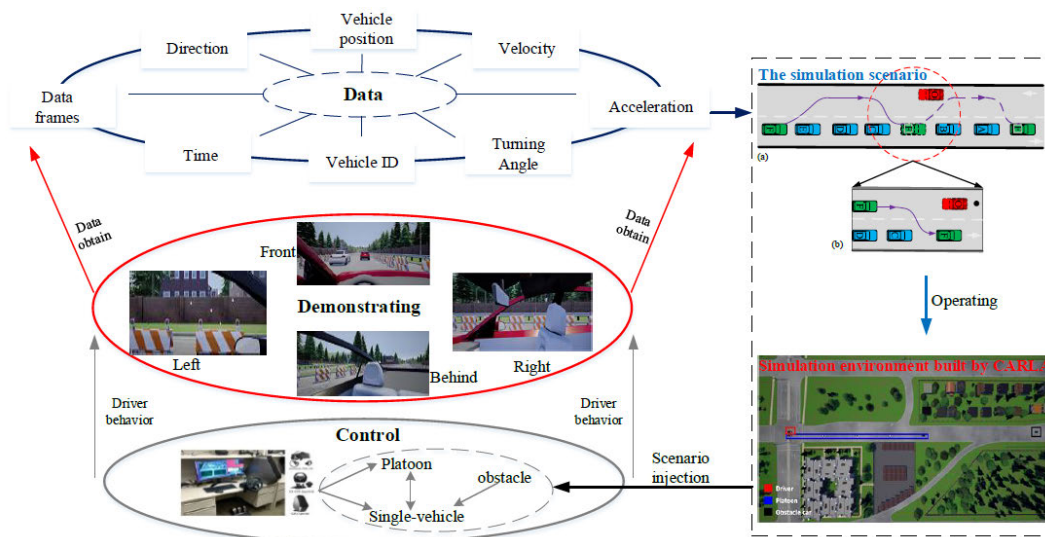 Vehicle
position
Direction
Velocity
Data
frames
Data
Acceleration
Time
Vehicle ID
Turning
Angle
Data
obtain
Data
obtain
Front
Demonstrating
Left
Behind
Right
Driver
behavior
Driver
behavior
Control
Platoon
obstacle
Single-vehicle
Scenario
injection
The simulation scenario
(a)
(b)
Operating
Simulation environment built by CARLA
Driver
Platoon
Obstacle car